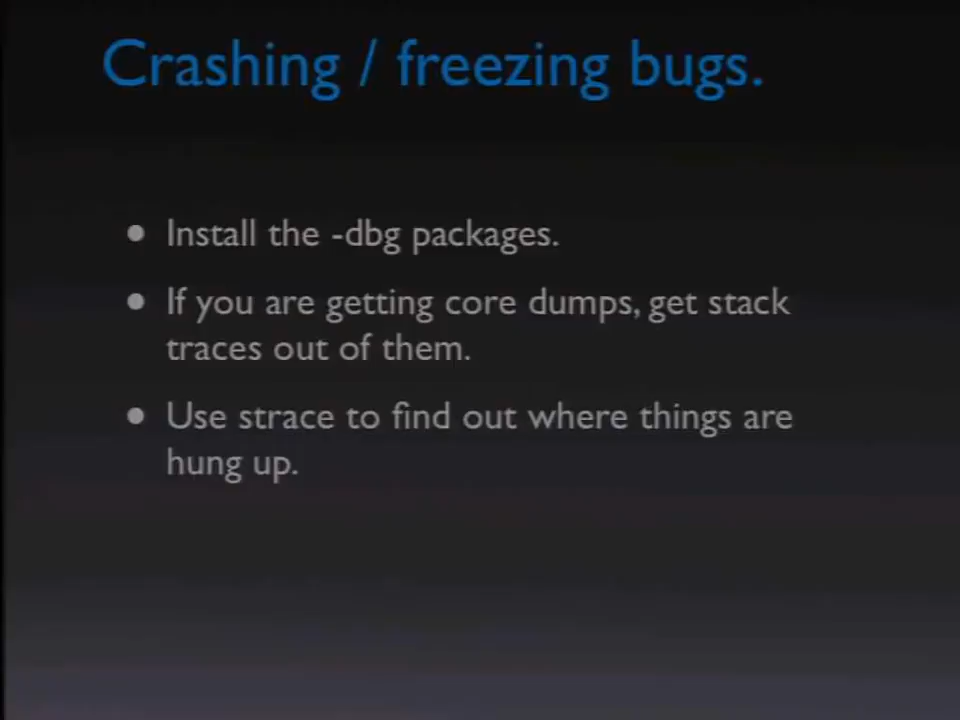 Crashing / freezing bugs.
• Install the -dbg packages.
• If you are getting core dumps, get stack
traces out of them.
• Use strace to find out where things are
hung up.